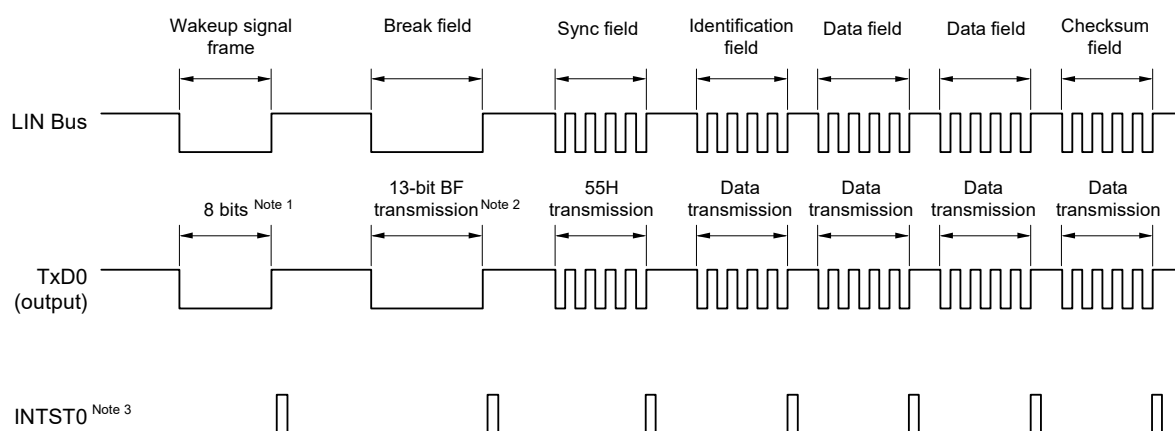 Wakeup signal frame
Break field
Sync field
Identification field
Data field
Data field
Checksum field
LIN Bus
8 bits Note 1
13-bit BF transmission Note 2
55H transmission
Data transmission
Data transmission
Data transmission
Data transmission
TxD0 (output)
INTST0 Note 3